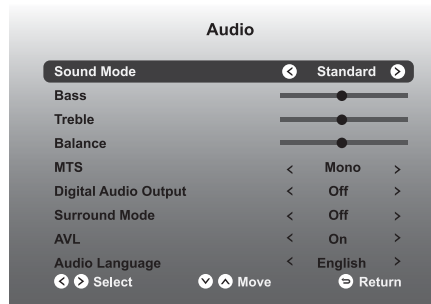 Audio
Sound Mode Standard
Bass
Treble
Balance
MTS Mono
Digital Audio Output Off
Surround Mode Off
AVL On
Audio Language English
Select Move Return